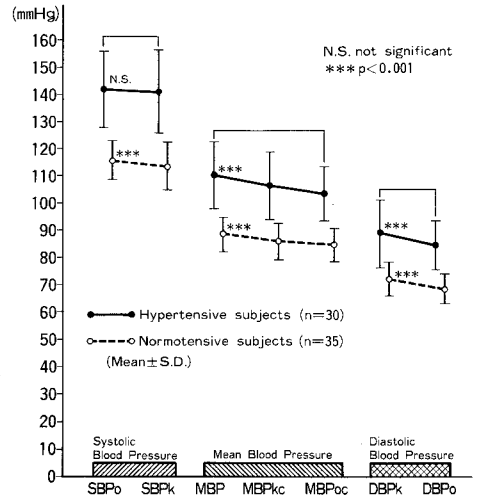 (mmHg)
160
150
140
130
120
110
100
90
80
70
60
50
40
30
20
10
0
N.S. not significant
***p<0.001
N.S.
***
***
***
***
***
Hypertensive subjects (n=30)
Normotensive subjects (n=35)
(Mean±S.D.)
Systolic
Blood Pressure
Mean Blood Pressure
Diastolic
Blood Pressure
SBPo SBPk MBP MBPkc MBPoc DBPk DBPo